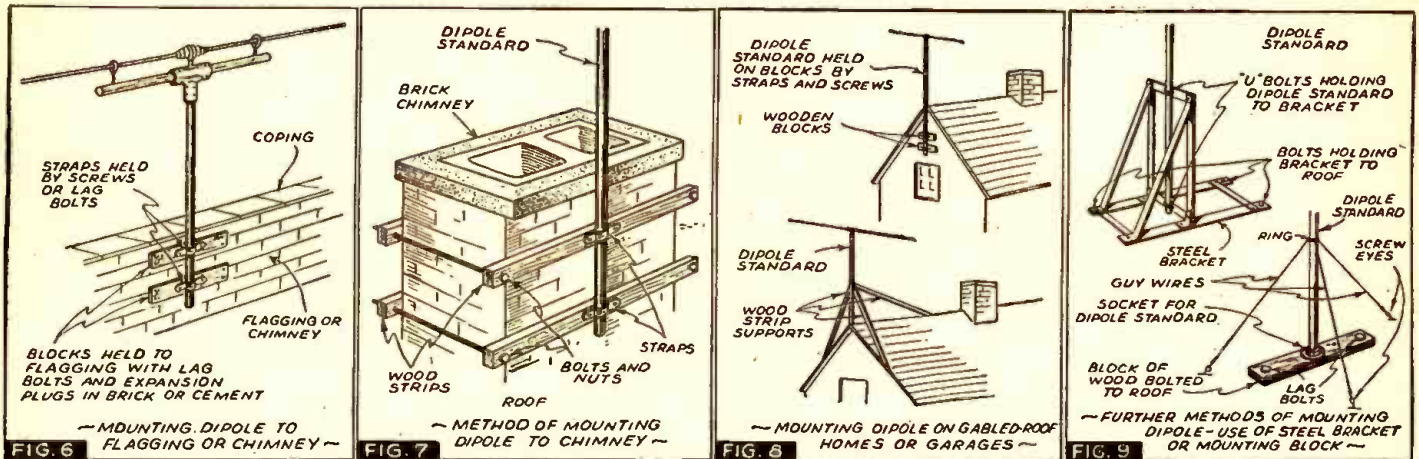 COPING
STRAPS HELD
BY SCREWS
OR LAG
BOLTS
FLAGGING OR
CHIMNEY
BLOCKS HELD TO
FLAGGING WITH LAG
BOLTS AND EXPANSION
PLUGS IN BRICK OR CEMENT
~MOUNTING DIPOLE TO
FLAGGING OR CHIMNEY~
FIG. 6
DIPOLE
STANDARD
BRICK
CHIMNEY
STRAPS
WOOD
STRIPS
BOLTS AND
NUTS
ROOF
~METHOD OF MOUNTING
DIPOLE TO CHIMNEY~
FIG. 7
DIPOLE
STANDARD HELD
ON BLOCKS BY
STRAPS AND SCREWS
WOODEN
BLOCKS
DIPOLE
STANDARD
WOOD
STRIP
SUPPORTS
~MOUNTING DIPOLE ON GABLED-ROOF
HOMES OR GARAGES~
FIG. 8
DIPOLE
STANDARD
"U" BOLTS HOLDING
DIPOLE STANDARD
TO BRACKET
BOLTS HOLDING
BRACKET TO
ROOF
STEEL
BRACKET
DIPOLE
STANDARD
RING
SCREW
EYES
GUY WIRES
SOCKET FOR
DIPOLE STANDARD
BLOCK OF
WOOD BOLTED
TO ROOF
LAG
BOLTS
~FURTHER METHODS OF MOUNTING
DIPOLE-USE OF STEEL BRACKET
OR MOUNTING BLOCK~
FIG. 9